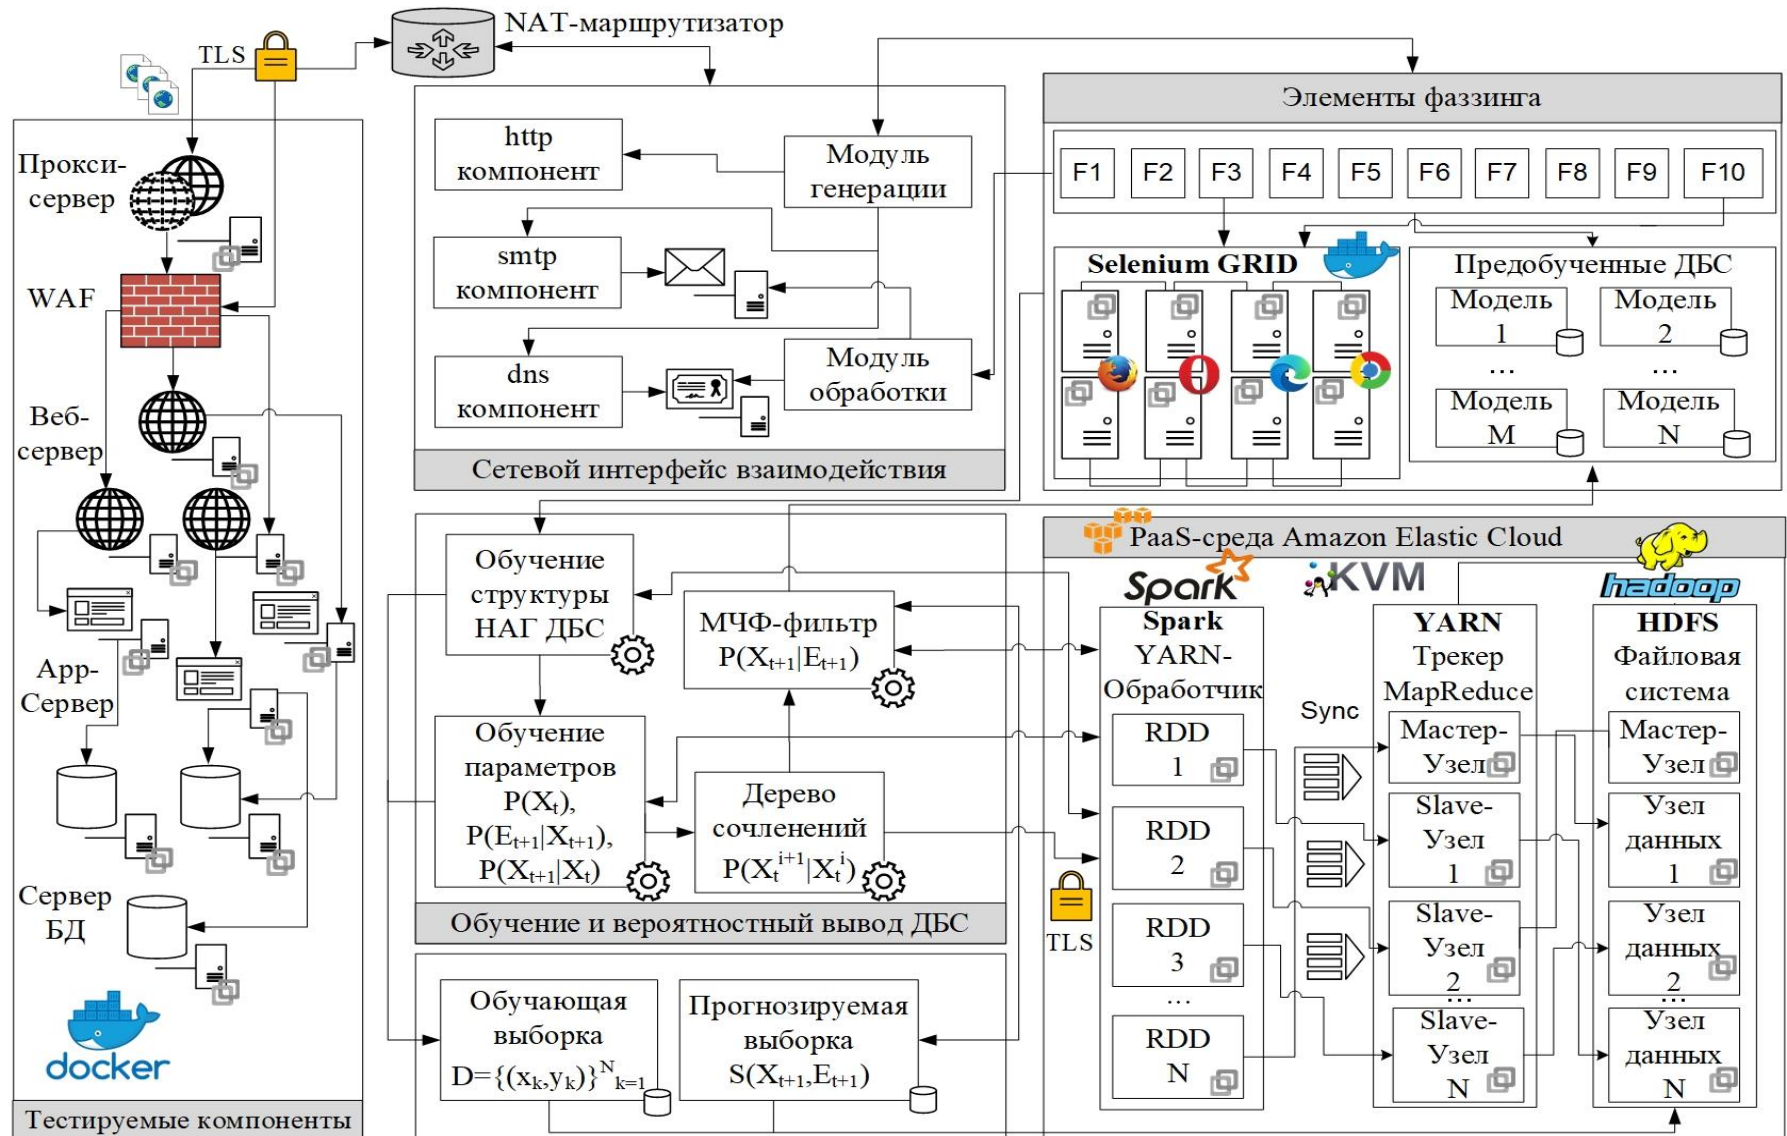 TLS
NAT-маршрутизатор
Прокси-
сервер
WAF
Веб-
сервер
App-
Сервер
Сервер
БД
docker
Тестируемые компоненты
http
компонент
Модуль
генерации
smtp
компонент
dns
компонент
Модуль
обработки
Сетевой интерфейс взаимодействия
Элементы фаззинга
F1 F2 F3 F4 F5 F6 F7 F8 F9 F10
Selenium GRID
Предобученные ДБС
Модель
1
Модель
2
...
...
Модель
M
Модель
N
Обучение
структуры
НАГ ДБС
МЧФ-фильтр
P(Xt+1|Et+1)
Обучение
параметров
P(Xt),
P(Et+1|Xt+1),
P(Xt+1|Xt)
Дерево
сочленений
P(Xt^i+1|Xt^i)
Обучение и вероятностный вывод ДБС
Обучающая
выборка
D={(xk,yk)}^N k=1
Прогнозируемая
выборка
S(Xt+1,Et+1)
PaaS-среда Amazon Elastic Cloud
Spark
KVM
hadoop
TLS
Spark
YARN-
Обработчик
RDD
1
RDD
2
RDD
3
...
RDD
N
Sync
YARN
Трекер
MapReduce
Мастер-
Узел
Slave-
Узел
1
Slave-
Узел
2
...
Slave-
Узел
N
HDFS
Файловая
система
Мастер-
Узел
Узел
данных
1
Узел
данных
2
...
Узел
данных
N